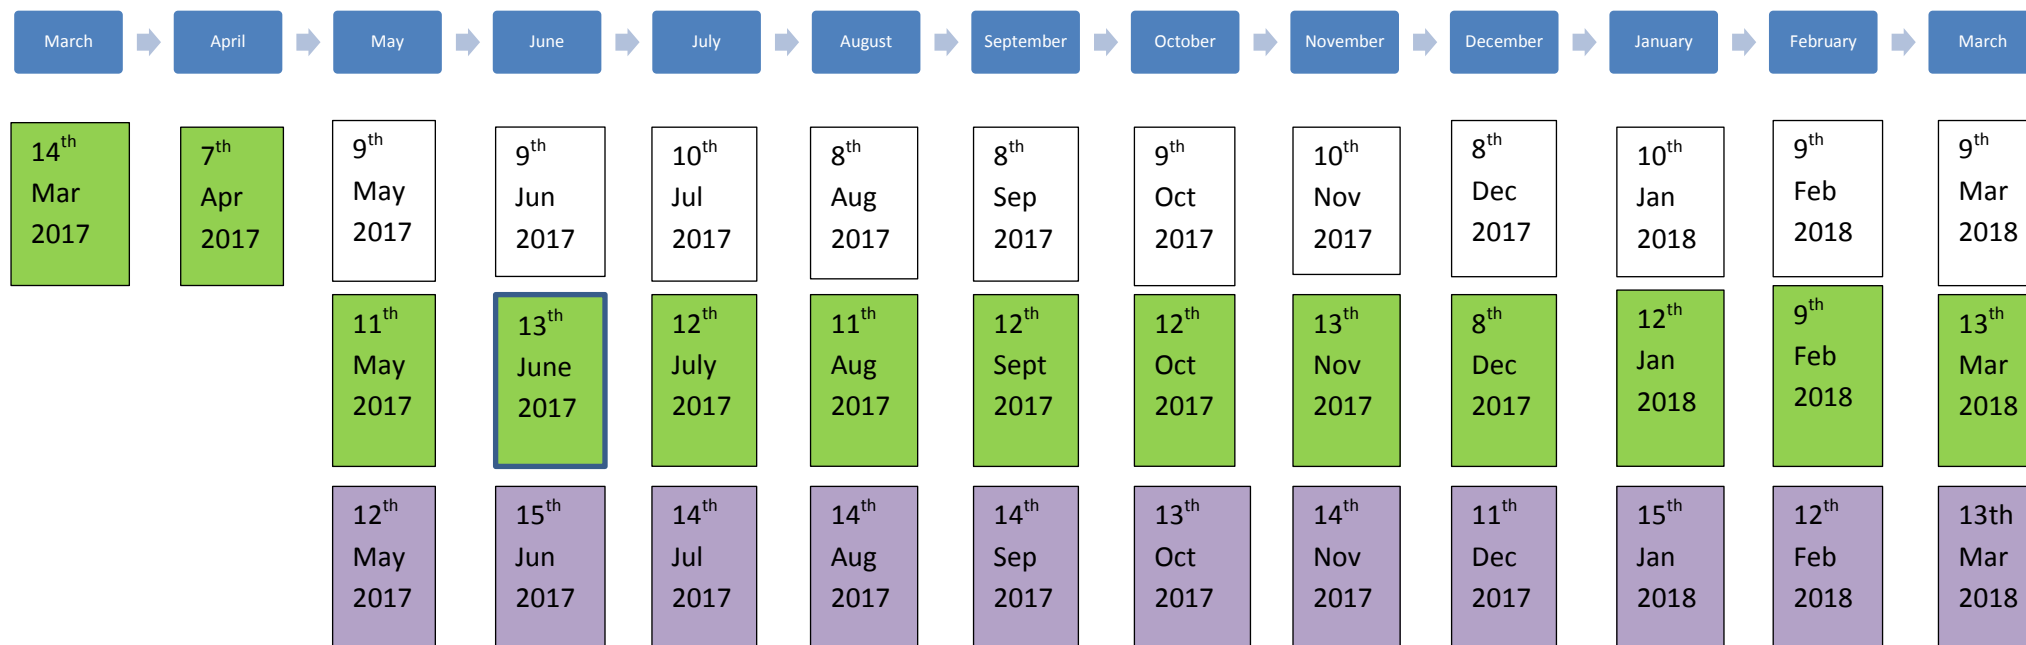 March April May June July August September October November December January February March
14th
Mar
2017
7th
Apr
2017
9th
May
2017
9th
Jun
2017
10th
Jul
2017
8th
Aug
2017
8th
Sep
2017
9th
Oct
2017
10th
Nov
2017
8th
Dec
2017
10th
Jan
2018
9th
Feb
2018
9th
Mar
2018
11th
May
2017
13th
June
2017
12th
July
2017
11th
Aug
2017
12th
Sept
2017
12th
Oct
2017
13th
Nov
2017
8th
Dec
2017
12th
Jan
2018
9th
Feb
2018
13th
Mar
2018
12th
May
2017
15th
Jun
2017
14th
Jul
2017
14th
Aug
2017
14th
Sep
2017
13th
Oct
2017
14th
Nov
2017
11th
Dec
2017
15th
Jan
2018
12th
Feb
2018
13th
Mar
2018